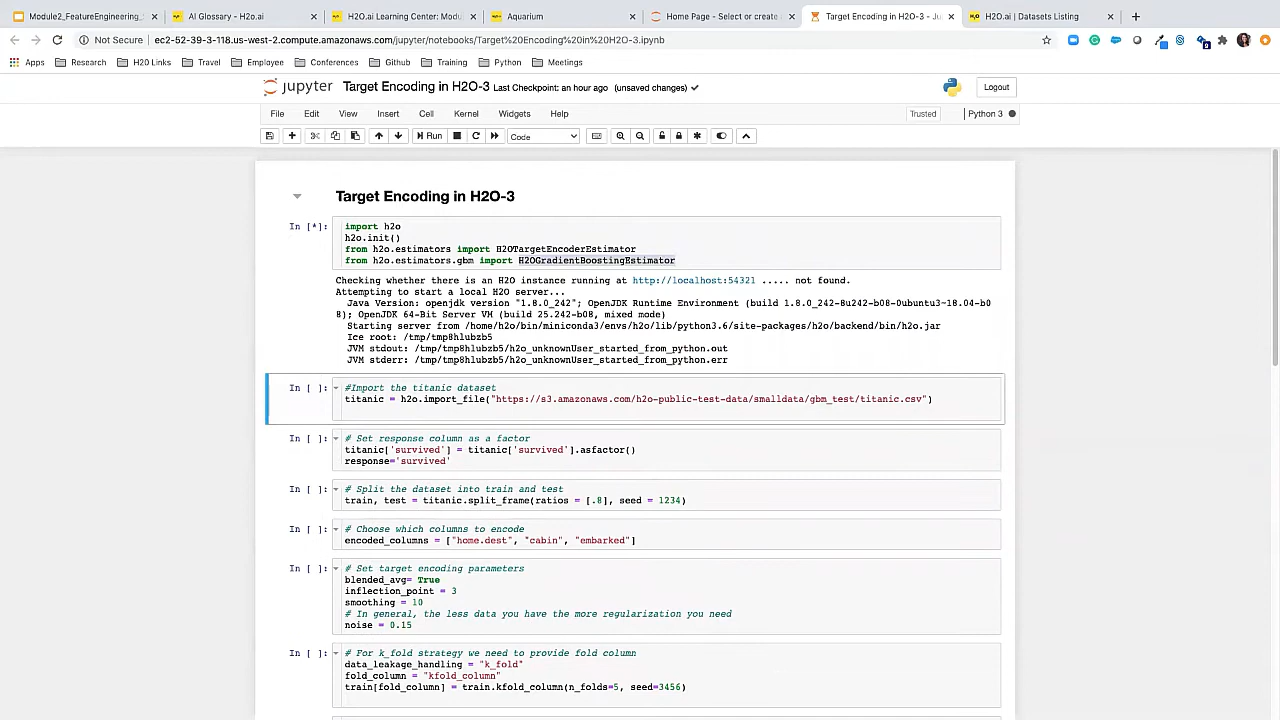 Module2_FeatureEngineering_
AI Glossary - H2o.ai
H2O.ai Learning Center: Modu
Aquarium
Home Page - Select or create a
Target Encoding in H2O-3 - Ju
H2O.ai | Datasets Listing
Not Secure | ec2-52-39-3-118.us-west-2.compute.amazonaws.com/jupyter/notebooks/Target%20Encoding%20in%20H2O-3.ipynb
Apps Research H20 Links Travel Employee Conferences Github Training Python Meetings
jupyter Target Encoding in H2O-3 Last Checkpoint: an hour ago (unsaved changes) Logout
File Edit View Insert Cell Kernel Widgets Help Trusted Python 3
Run Code
Target Encoding in H2O-3
In [*]: import h2o
h2o.init()
from h2o.estimators import H2OTargetEncoderEstimator
from h2o.estimators.gbm import H2OGradientBoostingEstimator
Checking whether there is an H2O instance running at http://localhost:54321 ..... not found.
Attempting to start a local H2O server...
Java Version: openjdk version "1.8.0_242"; OpenJDK Runtime Environment (build 1.8.0_242-8u242-b08-0ubuntu3~18.04-b0
8); OpenJDK 64-Bit Server VM (build 25.242-b08, mixed mode)
Starting server from /home/h2o/bin/miniconda3/envs/h2o/lib/python3.6/site-packages/h2o/backend/bin/h2o.jar
Ice root: /tmp/tmp8hlubzb5
JVM stdout: /tmp/tmp8hlubzb5/h2o_unknownUser_started_from_python.out
JVM stderr: /tmp/tmp8hlubzb5/h2o_unknownUser_started_from_python.err
In [ ]: #Import the titanic dataset
titanic = h2o.import_file("https://s3.amazonaws.com/h2o-public-test-data/smalldata/gbm_test/titanic.csv")
In [ ]: # Set response column as a factor
titanic['survived'] = titanic['survived'].asfactor()
response='survived'
In [ ]: # Split the dataset into train and test
train, test = titanic.split_frame(ratios = [.8], seed = 1234)
In [ ]: # Choose which columns to encode
encoded_columns = ["home.dest", "cabin", "embarked"]
In [ ]: # Set target encoding parameters
blended_avg= True
inflection_point = 3
smoothing = 10
# In general, the less data you have the more regularization you need
noise = 0.15
In [ ]: # For k_fold strategy we need to provide fold column
data_leakage_handling = "k_fold"
fold_column = "kfold_column"
train[fold_column] = train.kfold_column(n_folds=5, seed=3456)